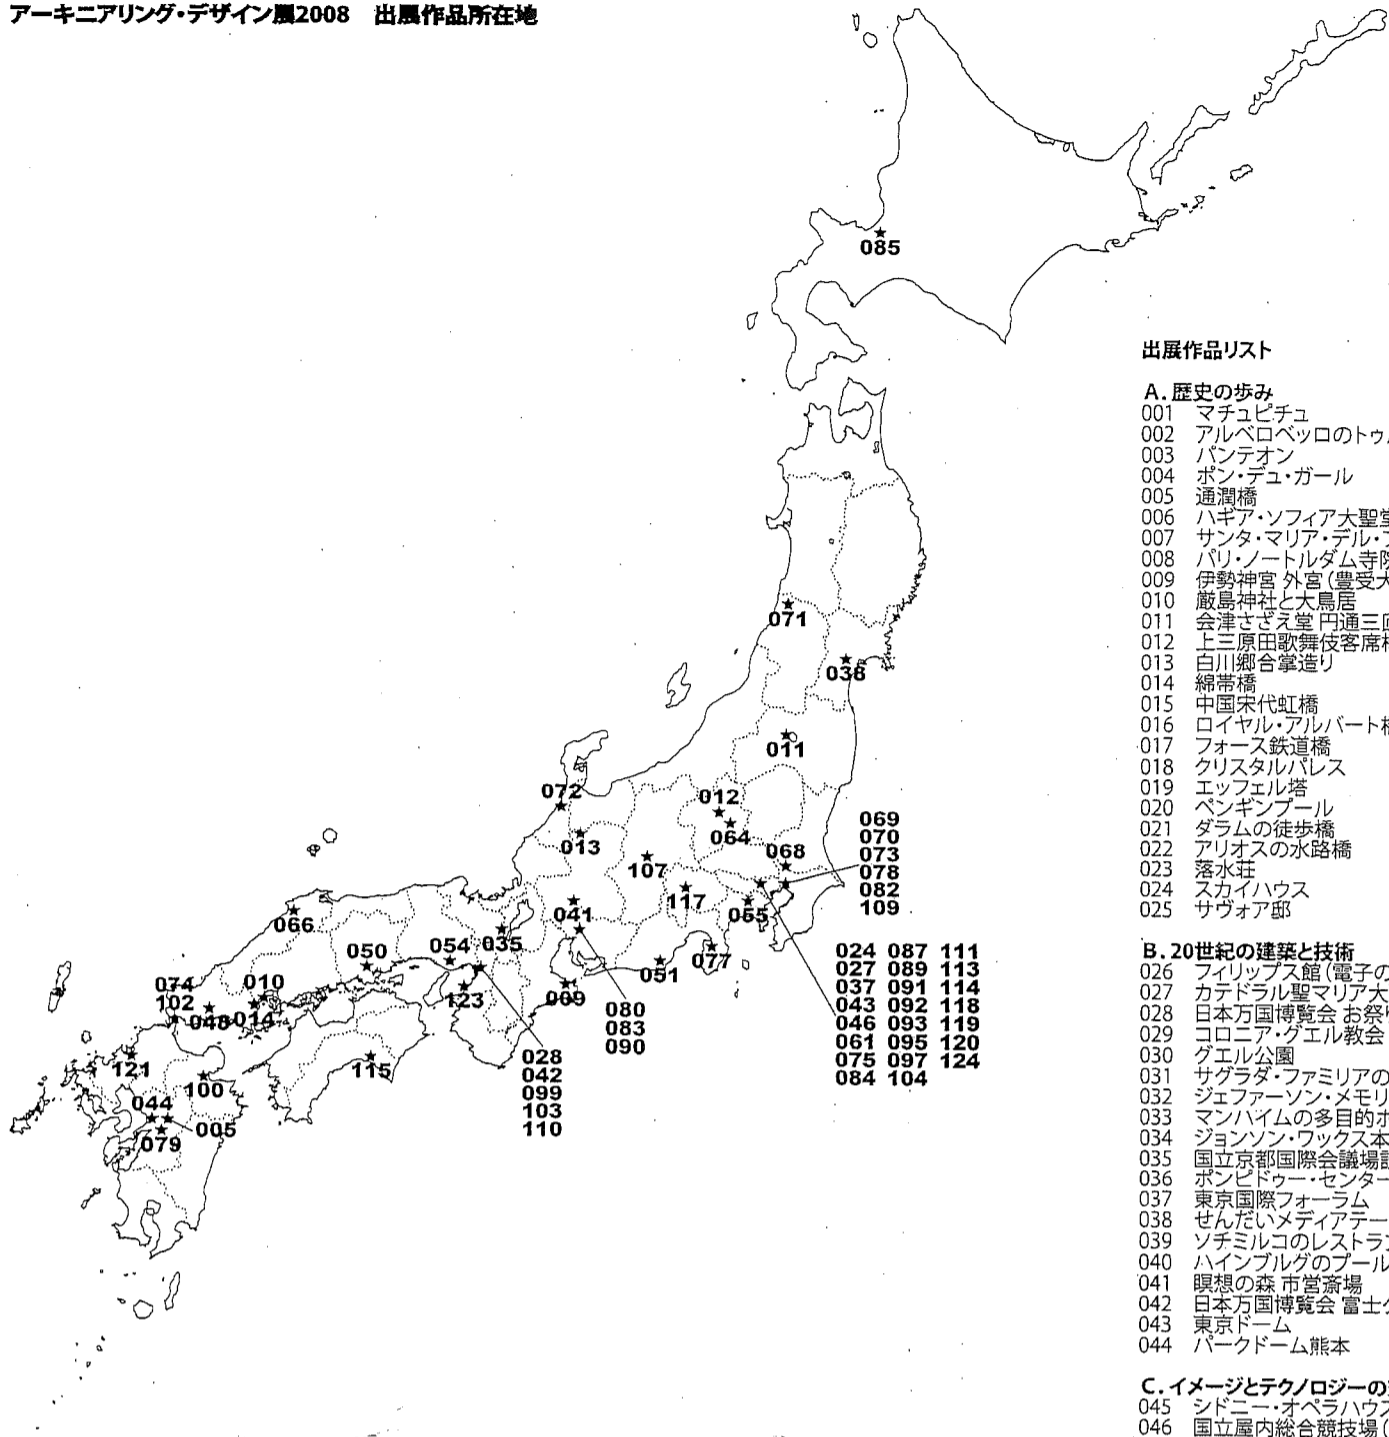 アーキニアリング・デザイン展2008　出展作品所在地
085
071
038
011
072
012
064
013
107
068
117
055
069
070
073
078
082
109
066
041
035
054
050
077
051
009
123
010
014
074
102
048
080
083
090
024 087 111
027 089 113
037 091 114
043 092 118
046 093 119
061 095 120
075 097 124
084 104
028
042
099
103
110
121
100
115
044
005
079
出展作品リスト
A.歴史の歩み
001 マチュピチュ
002 アルベロベッロのトゥ
003 パンテオン
004 ポン・デュ・ガール
005 通潤橋
006 ハギア・ソフィア大聖堂
007 サンタ・マリア・デル・
008 パリ・ノートルダム寺院
009 伊勢神宮 外宮(豊受大
010 厳島神社と大鳥居
011 会津さざえ堂 円通三
012 上三原田歌舞伎客席
013 白川郷合掌造り
014 綿帯橋
015 中国宋代虹橋
016 ロイヤル・アルバート橋
017 フォース鉄道橋
018 クリスタルパレス
019 エッフェル塔
020 ペンギンプール
021 ダラムの徒歩橋
022 アリオスの水路橋
023 落水荘
024 スカイハウス
025 サヴォア邸
B.20世紀の建築と技術
026 フィリップス館(電子の
027 カテドラル聖マリア大
028 日本万国博覧会 お祭り
029 コロニア・グエル教会
030 グエル公園
031 サグラダ・ファミリアの
032 ジェファーソン・メモリ
033 マンハイムの多目的ホ
034 ジョンソン・ワックス本
035 国立京都国際会議場
036 ポンピドゥー・センター
037 東京国際フォーラム
038 せんだいメディアテー
039 ソチミルコのレストラン
040 ハインブルグのプール
041 瞑想の森 市営斎場
042 日本万国博覧会 富士
043 東京ドーム
044 パークドーム熊本
C.イメージとテクノロジーの
045 シドニー・オペラハウス
046 国立屋内総合競技場(